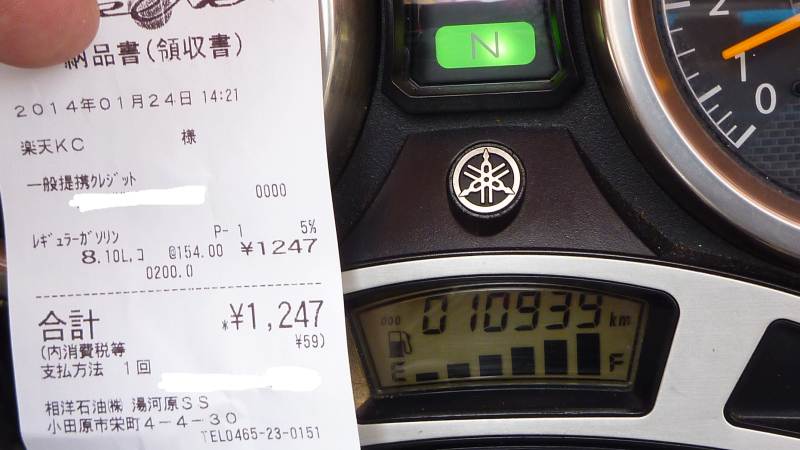 納品書(領収書)
2014年01月24日 14:21
楽天KC 様
一般提携クレジット
0000
P- 1 5%
レギュラーガソリン
8.10L,コ @154.00 ¥1247
0200.0
合計 *¥1,247
(内消費税等 ¥59)
支払方法 1回
相洋石油㈱ 湯河原SS
小田原市栄町4-4-30
TEL0465-23-0151
N
2
1
0
ODO 010939 km
E F